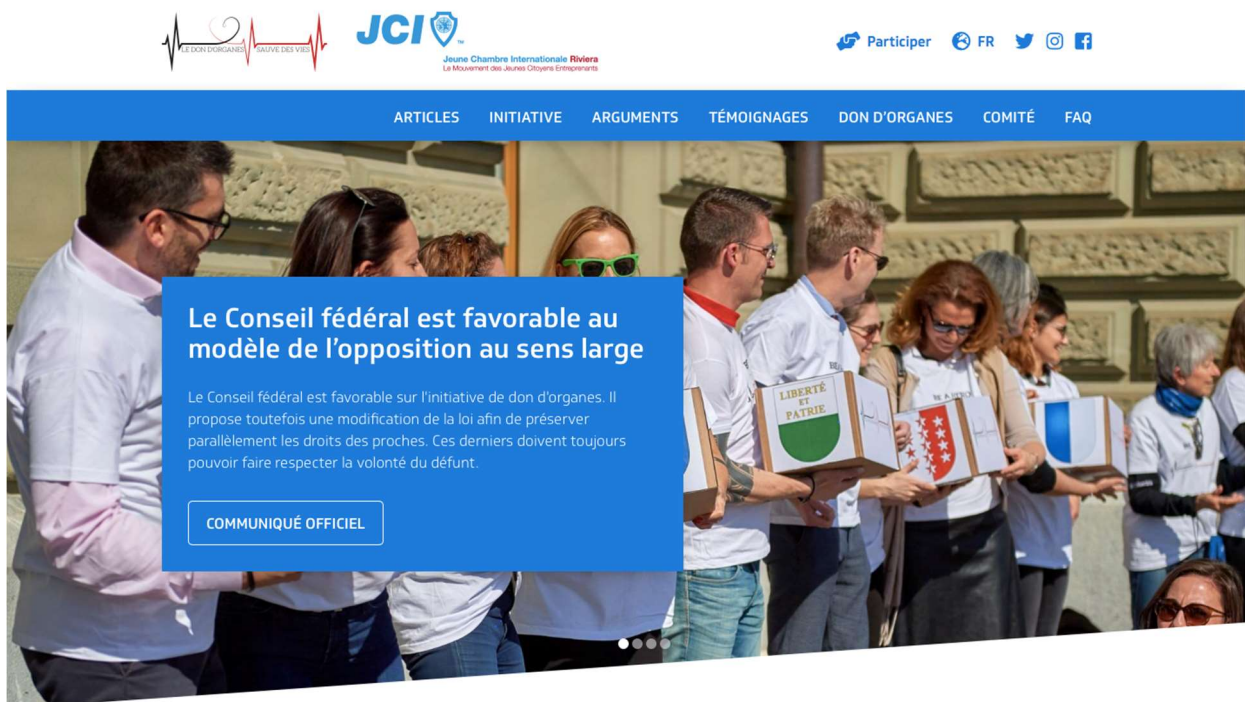 LE DON D'ORGANES SAUVE DES VIES
JCI
Jeune Chambre Internationale Riviera
Le Mouvement des Jeunes Citoyens Entreprenants
Participer
FR
ARTICLES
INITIATIVE
ARGUMENTS
TÉMOIGNAGES
DON D'ORGANES
COMITÉ
FAQ
Le Conseil fédéral est favorable au
modèle de l'opposition au sens large
Le Conseil fédéral est favorable sur l'initiative de don d'organes. Il
propose toutefois une modification de la loi afin de préserver
parallèlement les droits des proches. Ces derniers doivent toujours
pouvoir faire respecter la volonté du défunt.
COMMUNIQUÉ OFFICIEL
LIBERTÉ
ET
PATRIE